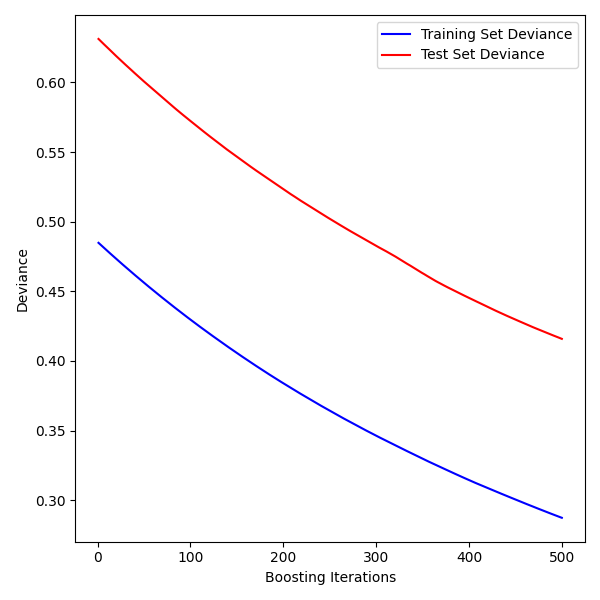 Training Set Deviance
Test Set Deviance
0.60
0.55
0.50
0.45
0.40
0.35
0.30
Deviance
0 100 200 300 400 500
Boosting Iterations